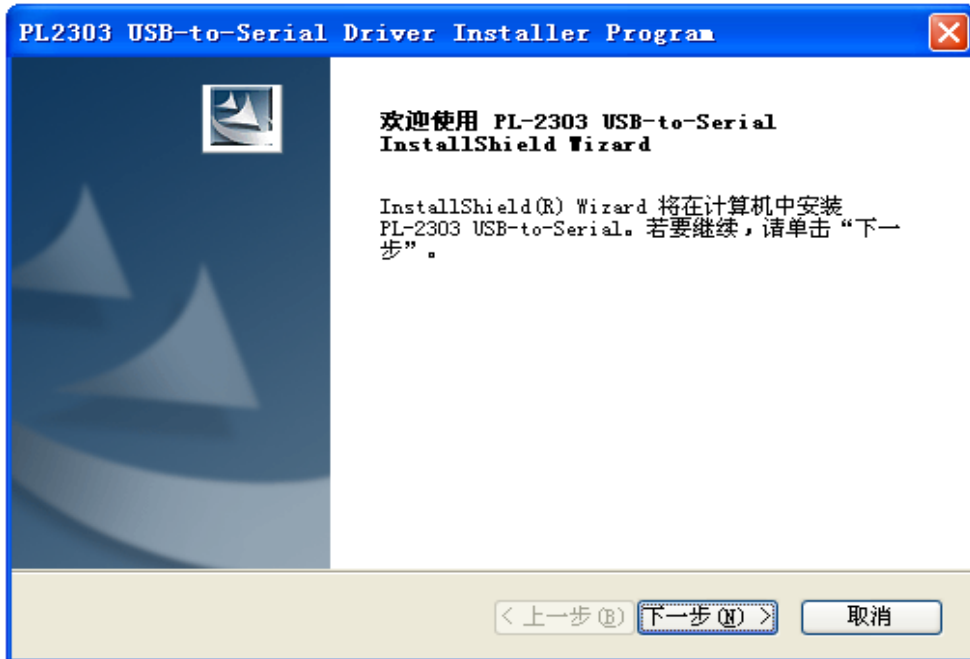 PL2303 USB-to-Serial Driver Installer Program
欢迎使用 PL-2303 USB-to-Serial
InstallShield Wizard
InstallShield(R) Wizard 将在计算机中安装
PL-2303 USB-to-Serial。若要继续，请单击“下一
步”。
< 上一步(B)
下一步(N) >
取消